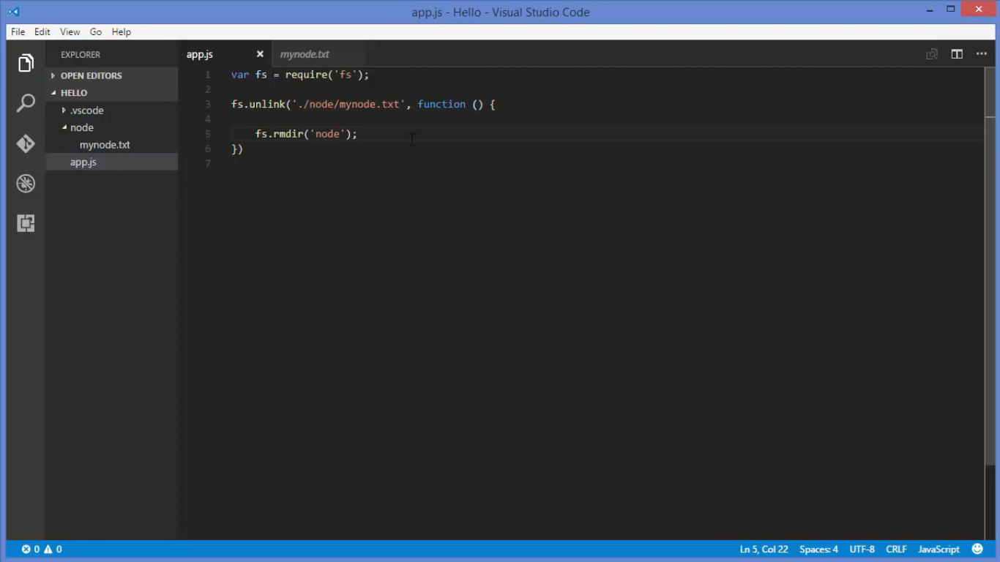 app.js - Hello - Visual Studio Code
File Edit View Go Help
EXPLORER
OPEN EDITORS
HELLO
.vscode
node
mynode.txt
app.js
app.js mynode.txt
1 var fs = require('fs');
2
3 fs.unlink('./node/mynode.txt', function () {
4
5 fs.rmdir('node');
6 })
7
0 0
Ln 5, Col 22 Spaces: 4 UTF-8 CRLF JavaScript